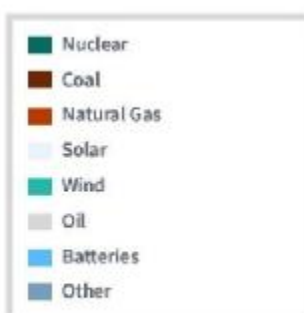 Nuclear
Coal
Natural Gas
Solar
Wind
Oil
Batteries
Other